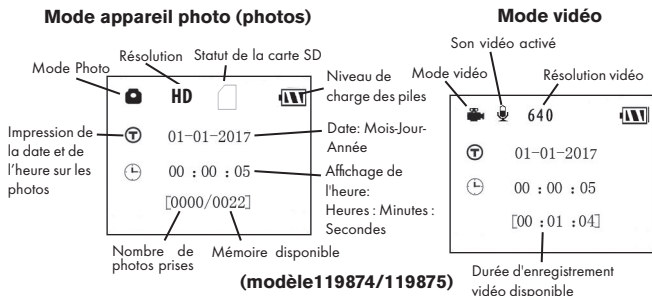 Mode appareil photo (photos)
Mode Photo
Résolution
Statut de la carte SD
HD
Niveau de
charge des piles
Impression de
la date et de
l'heure sur les
photos
T
01-01-2017
Date: Mois-Jour-
Année
00 : 00 : 05
Affichage de
l'heure:
Heures : Minutes :
Secondes
[0000/0022]
Nombre de
photos prises
Mémoire disponible
Mode vidéo
Son vidéo activé
Mode vidéo
Résolution vidéo
640
T
01-01-2017
00 : 00 : 05
[00 :01 :04]
Durée d'enregistrement
vidéo disponible
(modèle119874/119875)